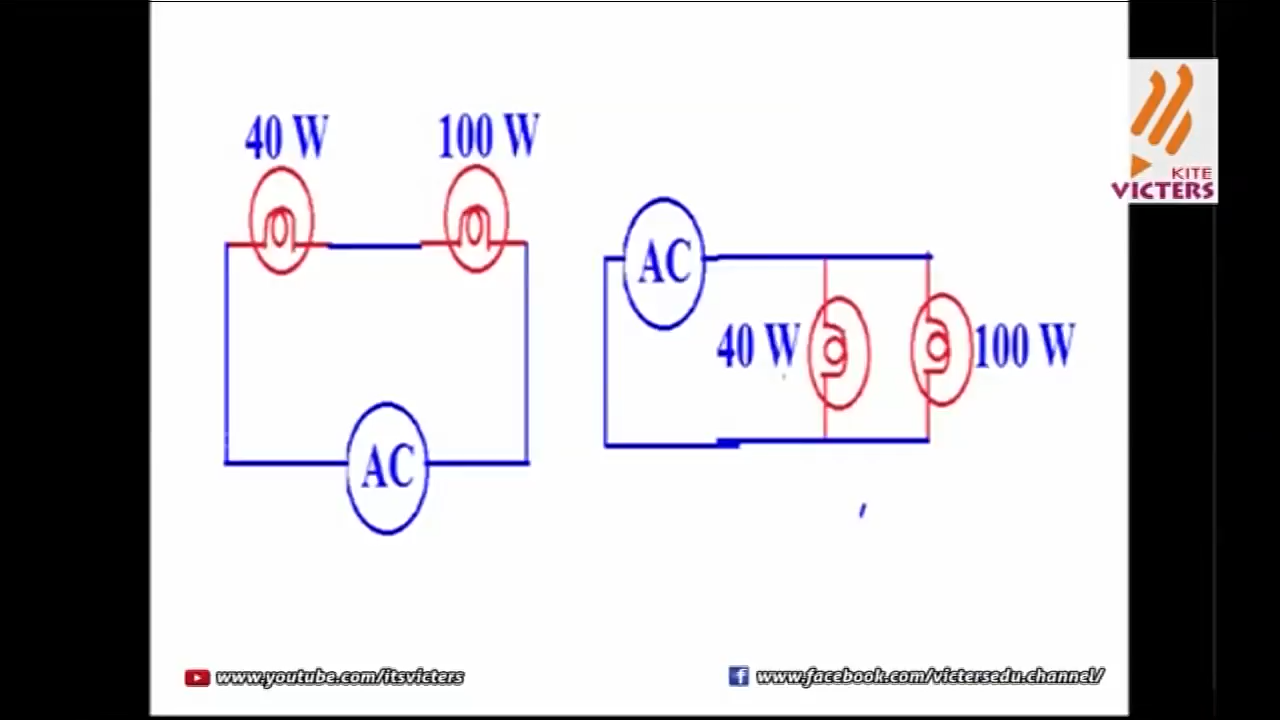 40 W
100 W
AC
AC
40 W
100 W
KITE
VICTERS
www.youtube.com/itsvicters
www.facebook.com/victersedu.channel/